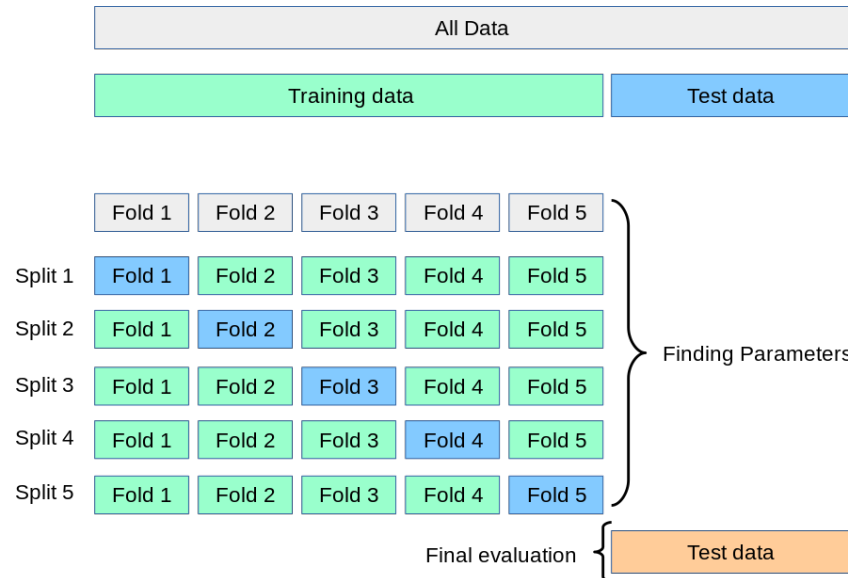 All Data
Training data Test data
Fold 1 Fold 2 Fold 3 Fold 4 Fold 5
Split 1 Fold 1 Fold 2 Fold 3 Fold 4 Fold 5
Split 2 Fold 1 Fold 2 Fold 3 Fold 4 Fold 5
Finding Parameters
Split 3 Fold 1 Fold 2 Fold 3 Fold 4 Fold 5
Split 4 Fold 1 Fold 2 Fold 3 Fold 4 Fold 5
Split 5 Fold 1 Fold 2 Fold 3 Fold 4 Fold 5
Final evaluation Test data